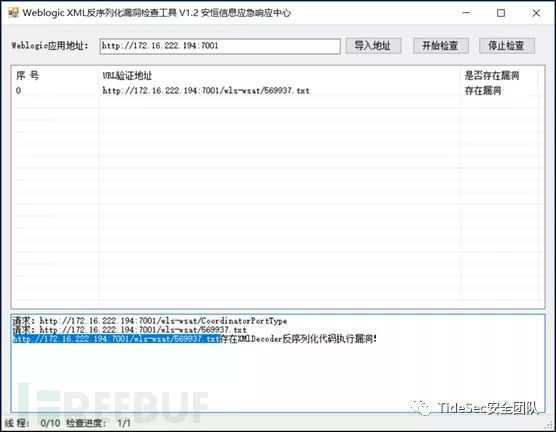 Weblogic XML反序列化漏洞检查工具 V1.2 安恒信息应急响应中心
Weblogic应用地址: http://172.16.222.194:7001 导入地址 开始检查 停止检查
序 号 URL验证地址 是否存在漏洞
0 http://172.16.222.194:7001/wls-wsat/569937.txt 存在漏洞
请求: http://172.16.222.194:7001/wls-wsat/CoordinatorPortType
请求: http://172.16.222.194:7001/wls-wsat/569937.txt
http://172.16.222.194:7001/wls-wsat/569937.txt存在XMlDecoder反序列化代码执行漏洞!
FREEBUF
TideSec安全团队
线 程: 0/10 检查进度: 1/1